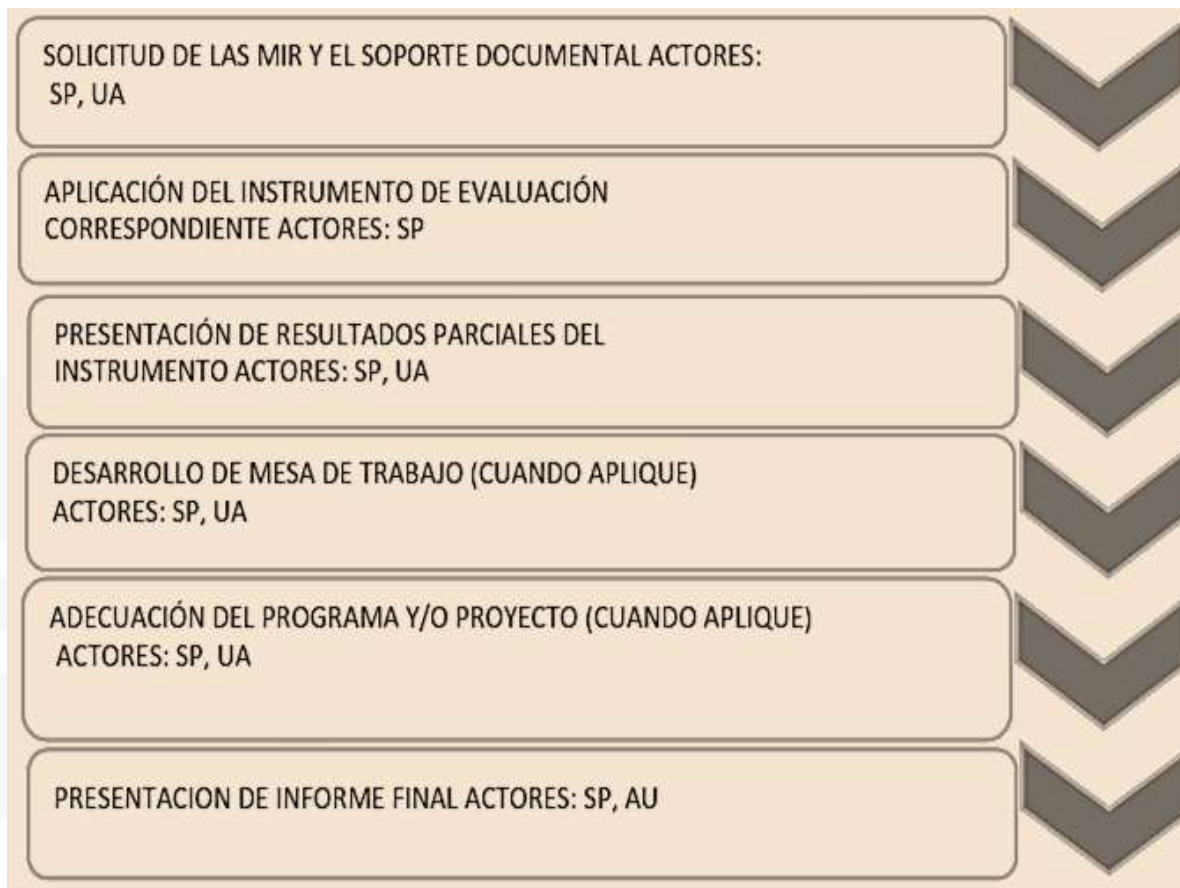 SOLICITUD DE LAS MIR Y EL SOPORTE DOCUMENTAL ACTORES:
SP, UA
APLICACIÓN DEL INSTRUMENTO DE EVALUACIÓN
CORRESPONDIENTE ACTORES: SP
PRESENTACIÓN DE RESULTADOS PARCIALES DEL
INSTRUMENTO ACTORES: SP, UA
DESARROLLO DE MESA DE TRABAJO (CUANDO APLIQUE)
ACTORES: SP, UA
ADECUACIÓN DEL PROGRAMA Y/O PROYECTO (CUANDO APLIQUE)
ACTORES: SP, UA
PRESENTACION DE INFORME FINAL ACTORES: SP, AU